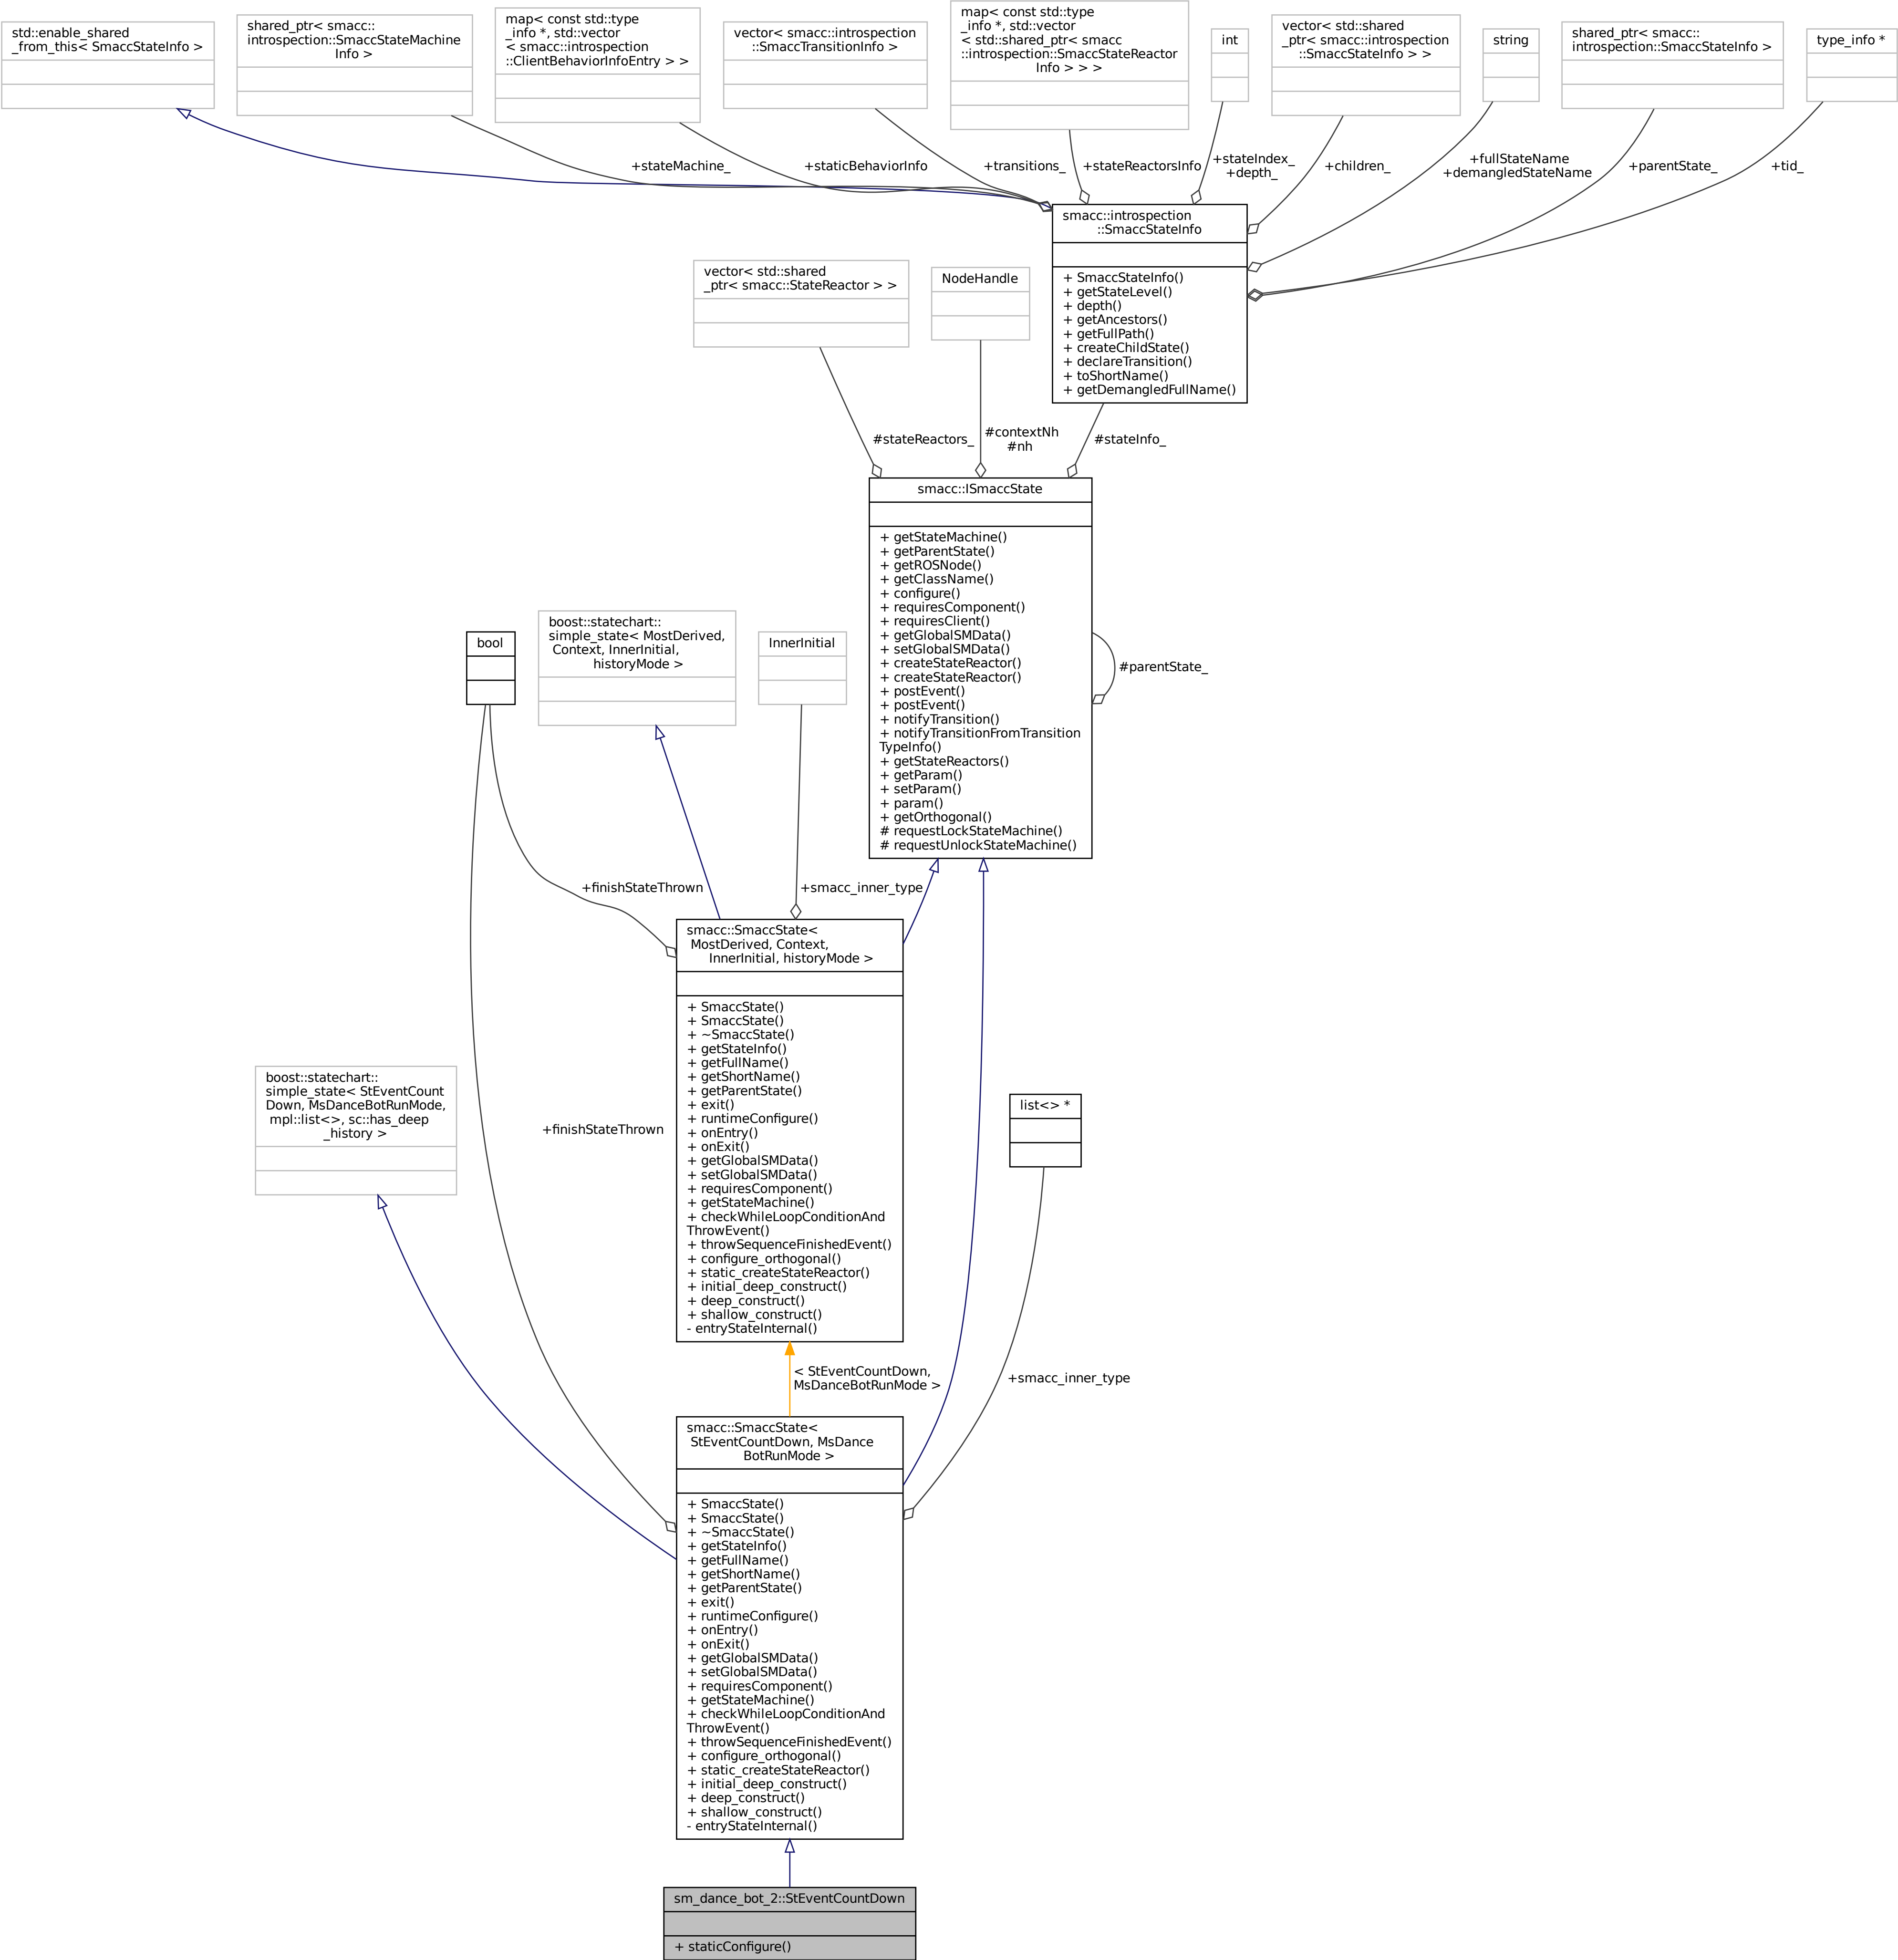 std::enable_shared
_from_this< SmaccStateInfo >
shared_ptr< smacc::
introspection::SmaccStateMachine
Info >
map< const std::type
_info *, std::vector
< smacc::introspection
::ClientBehaviorInfoEntry > >
vector< smacc::introspection
::SmaccTransitionInfo >
map< const std::type
_info *, std::vector
< std::shared_ptr< smacc
::introspection::SmaccStateReactor
Info > > >
int
vector< std::shared
_ptr< smacc::introspection
::SmaccStateInfo > >
string
shared_ptr< smacc::
introspection::SmaccStateInfo >
type_info *
+stateMachine_
+staticBehaviorInfo
+transitions_
+stateReactorsInfo
+stateIndex_
+depth_
+children_
+fullStateName
+demangledStateName
+parentState_
+tid_
smacc::introspection
::SmaccStateInfo
+ SmaccStateInfo()
+ getStateLevel()
+ depth()
+ getAncestors()
+ getFullPath()
+ createChildState()
+ declareTransition()
+ toShortName()
+ getDemangledFullName()
vector< std::shared
_ptr< smacc::StateReactor > >
NodeHandle
#stateReactors_
#contextNh
#nh
#stateInfo_
smacc::ISmaccState
+ getStateMachine()
+ getParentState()
+ getROSNode()
+ getClassName()
+ configure()
+ requiresComponent()
+ requiresClient()
+ getGlobalSMData()
+ setGlobalSMData()
+ createStateReactor()
+ createStateReactor()
+ postEvent()
+ postEvent()
+ notifyTransition()
+ notifyTransitionFromTransition
TypeInfo()
+ getStateReactors()
+ getParam()
+ setParam()
+ param()
+ getOrthogonal()
# requestLockStateMachine()
# requestUnlockStateMachine()
#parentState_
bool
boost::statechart::
simple_state< MostDerived,
Context, InnerInitial,
historyMode >
InnerInitial
+finishStateThrown
+smacc_inner_type
smacc::SmaccState<
MostDerived, Context,
InnerInitial, historyMode >
+ SmaccState()
+ SmaccState()
+ ~SmaccState()
+ getStateInfo()
+ getFullName()
+ getShortName()
+ getParentState()
+ exit()
+ runtimeConfigure()
+ onEntry()
+ onExit()
+ getGlobalSMData()
+ setGlobalSMData()
+ requiresComponent()
+ getStateMachine()
+ checkWhileLoopConditionAnd
ThrowEvent()
+ throwSequenceFinishedEvent()
+ configure_orthogonal()
+ static_createStateReactor()
+ initial_deep_construct()
+ deep_construct()
+ shallow_construct()
- entryStateInternal()
boost::statechart::
simple_state< StEventCount
Down, MsDanceBotRunMode,
mpl::list<>, sc::has_deep
_history >
+finishStateThrown
list<> *
< StEventCountDown,
MsDanceBotRunMode >
+smacc_inner_type
smacc::SmaccState<
StEventCountDown, MsDance
BotRunMode >
+ SmaccState()
+ SmaccState()
+ ~SmaccState()
+ getStateInfo()
+ getFullName()
+ getShortName()
+ getParentState()
+ exit()
+ runtimeConfigure()
+ onEntry()
+ onExit()
+ getGlobalSMData()
+ setGlobalSMData()
+ requiresComponent()
+ getStateMachine()
+ checkWhileLoopConditionAnd
ThrowEvent()
+ throwSequenceFinishedEvent()
+ configure_orthogonal()
+ static_createStateReactor()
+ initial_deep_construct()
+ deep_construct()
+ shallow_construct()
- entryStateInternal()
sm_dance_bot_2::StEventCountDown
+ staticConfigure()